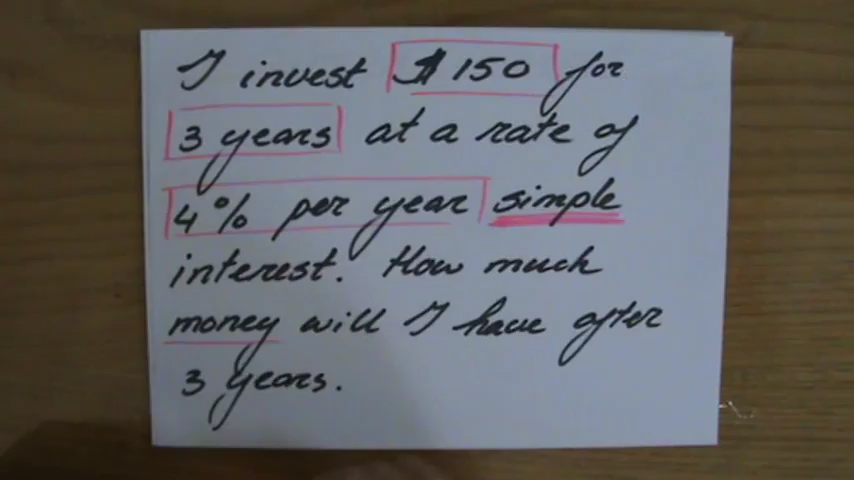 I invest $150 for
3 years at a rate of
4% per year simple
interest. How much
money will I have after
3 years.